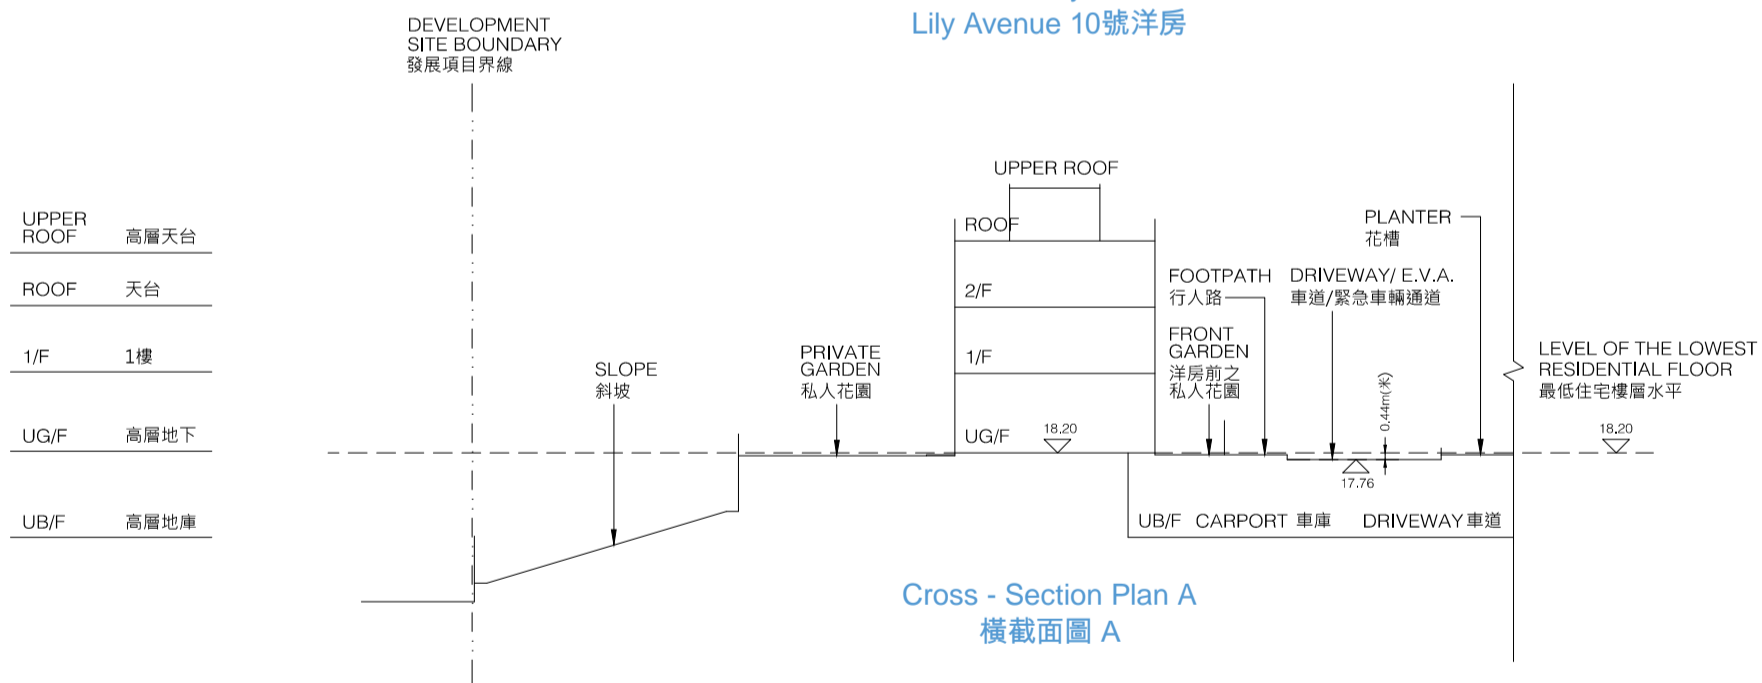 Lily Avenue 10號洋房
DEVELOPMENT
SITE BOUNDARY
發展項目界線
UPPER
ROOF 高層天台
ROOF 天台
1/F 1樓
UG/F 高層地下
UB/F 高層地庫
SLOPE
斜坡
PRIVATE
GARDEN
私人花園
UPPER ROOF
ROOF
2/F
1/F
UG/F
18.20
FOOTPATH
行人路
FRONT
GARDEN
洋房前之
私人花園
DRIVEWAY/ E.V.A.
車道/緊急車輛通道
PLANTER
花槽
0.44m(米)
17.76
UB/F CARPORT 車庫 DRIVEWAY 車道
LEVEL OF THE LOWEST
RESIDENTIAL FLOOR
最低住宅樓層水平
18.20
Cross - Section Plan A
橫截面圖 A